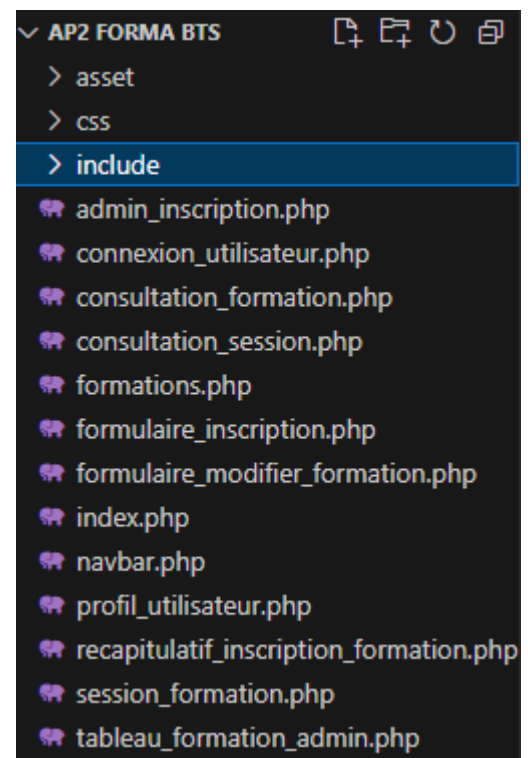 AP2 FORMA BTS
asset
css
include
admin_inscription.php
connexion_utilisateur.php
consultation_formation.php
consultation_session.php
formations.php
formulaire_inscription.php
formulaire_modifier_formation.php
index.php
navbar.php
profil_utilisateur.php
recapitulatif_inscription_formation.php
session_formation.php
tableau_formation_admin.php